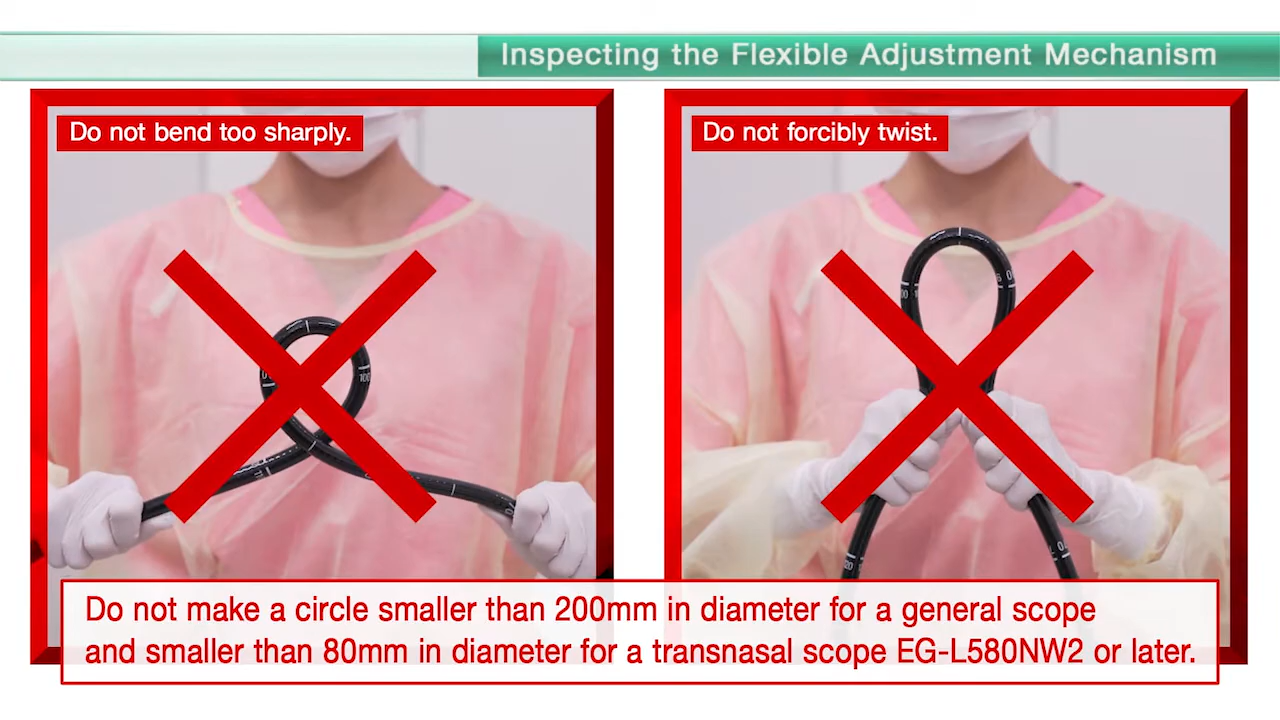 Inspecting the Flexible Adjustment Mechanism
Do not bend too sharply.
Do not forcibly twist.
100
Do not make a circle smaller than 200mm in diameter for a general scope
and smaller than 80mm in diameter for a transnasal scope EG-L580NW2 or later.